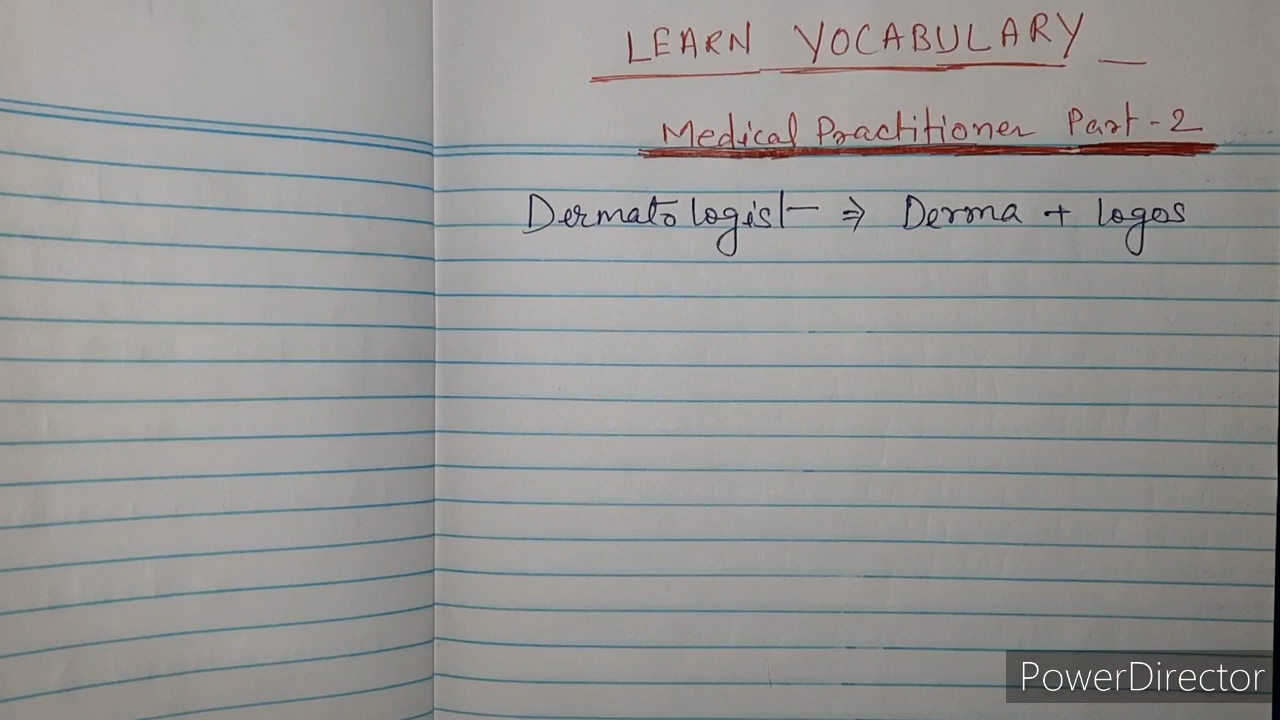 LEARN VOCABULARY
Medical Practitioner Part-2
Dermatologist ⇒ Derma + logos
PowerDirector